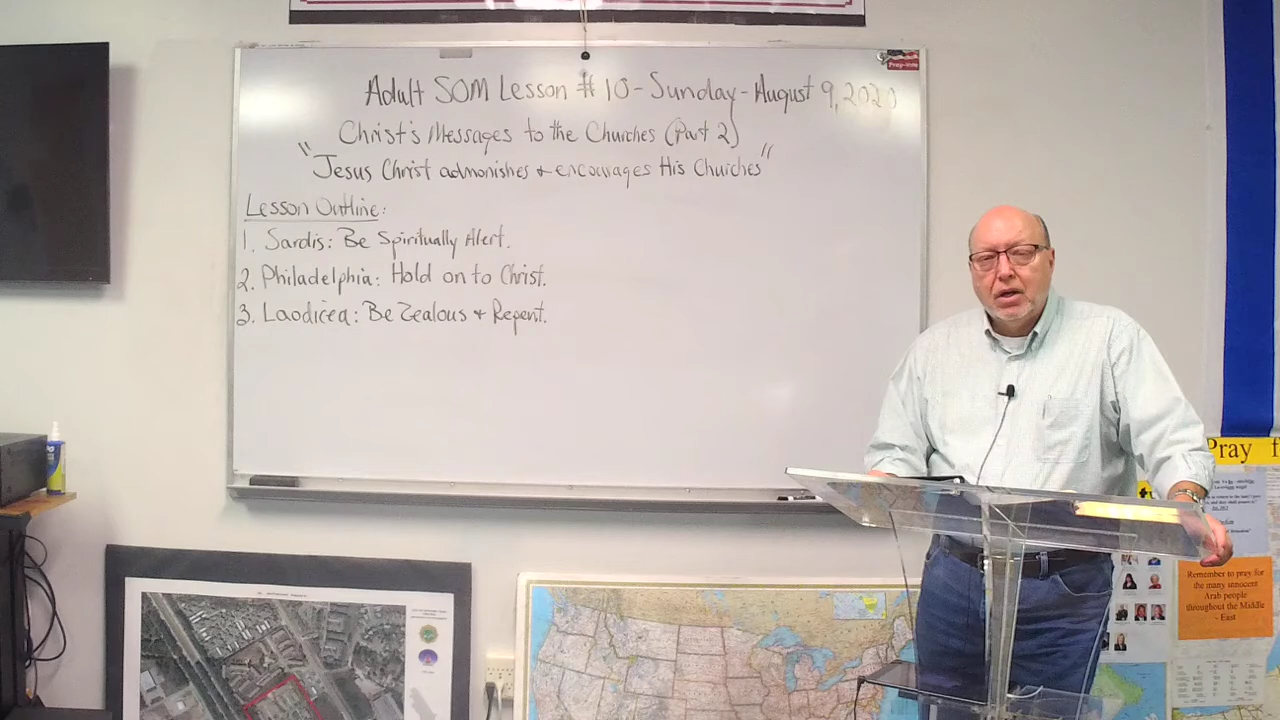 Adult SOM Lesson # 10 - Sunday - August 9, 2020
Christ's Messages to the Churches (Part 2)
"Jesus Christ admonishes & encourages His Churches"
Lesson Outline:
1. Sardis: Be Spiritually Alert.
2. Philadelphia: Hold on to Christ.
3. Laodicea: Be Zealous & Repent.
Pray f
Remember to pray for
the many innocent
Arab people
throughout the Middle
- East